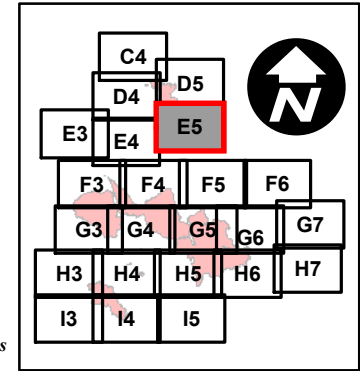 C4
D4 D5
E3 E4 E5
N
F3 F4 F5 F6
G3 G4 G5 G6 G7
H3 H4 H5 H6 H7
I3 I4 I5
s